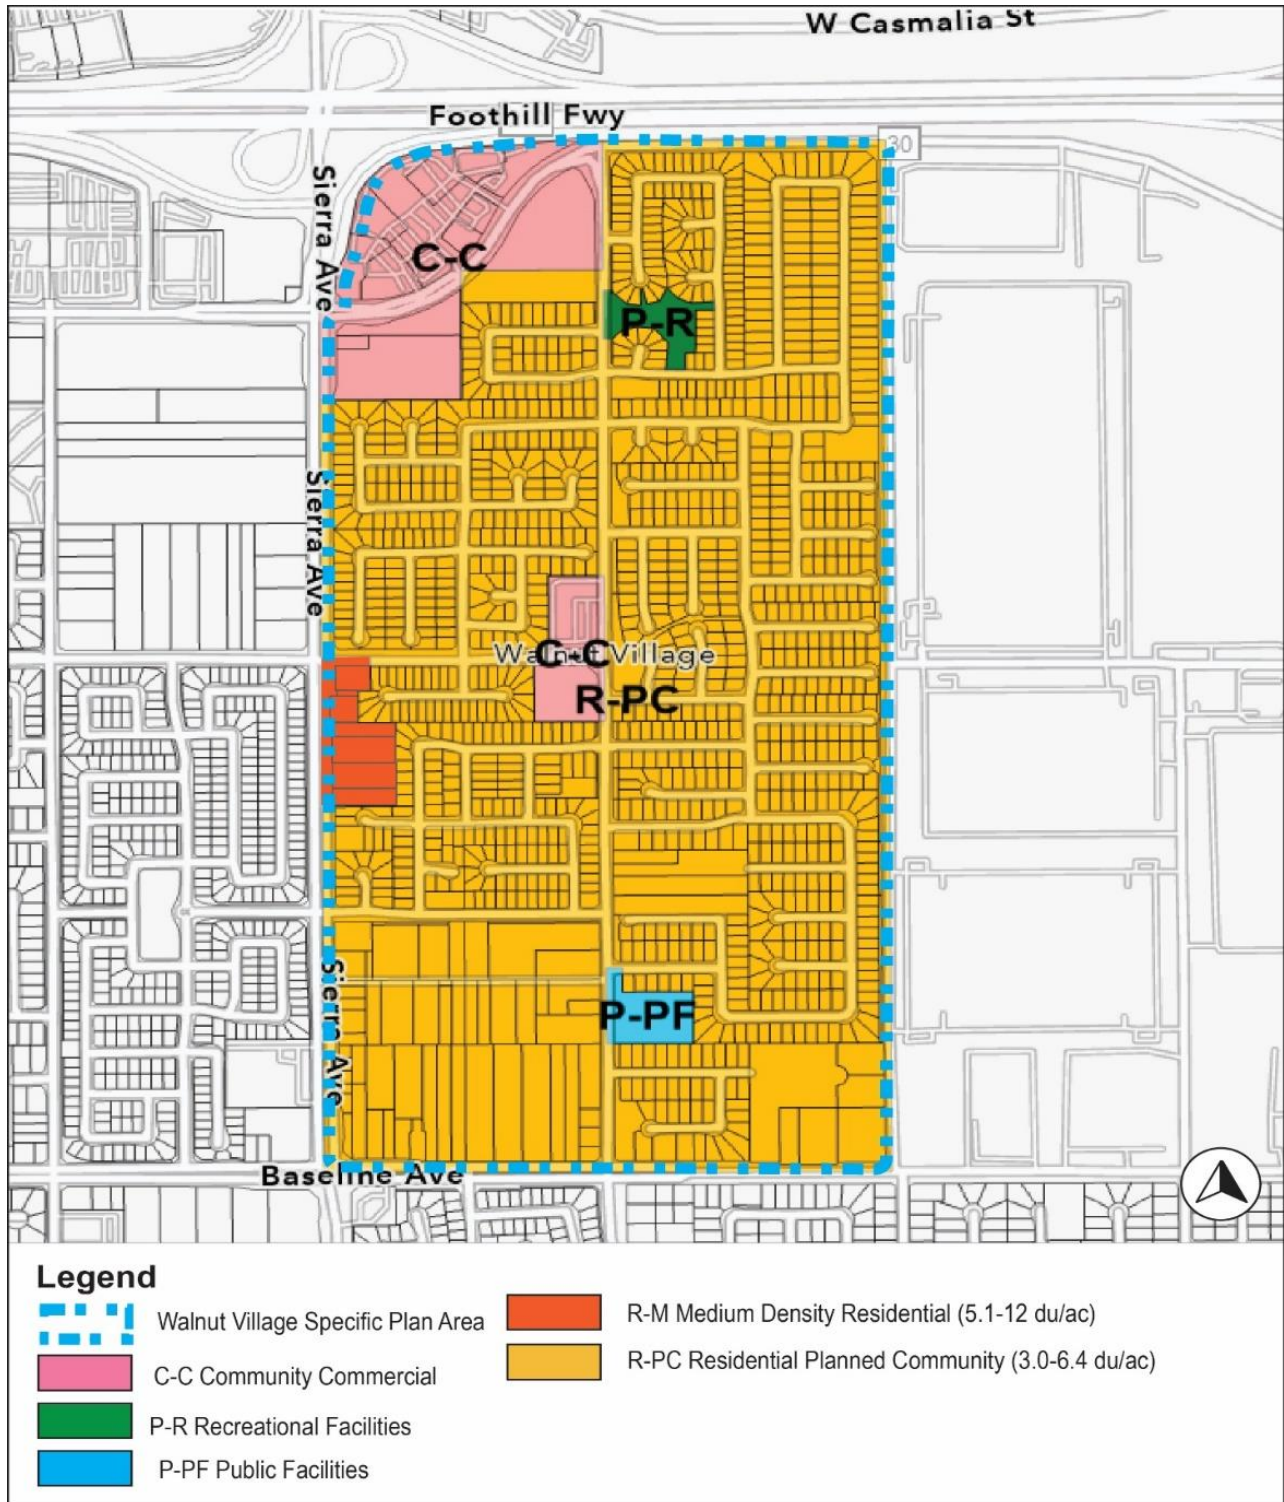 W Casmalia St
Foothill Fwy
30
Sierra Ave
C-C
P-R
Sierra Ave
Walnut Village
C-C
R-PC
Sierra Ave
P-PF
Baseline Ave
Legend
Walnut Village Specific Plan Area
C-C Community Commercial
P-R Recreational Facilities
P-PF Public Facilities
R-M Medium Density Residential (5.1-12 du/ac)
R-PC Residential Planned Community (3.0-6.4 du/ac)